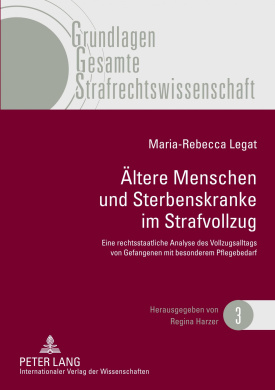 Grundlagen
Gesamte
Strafrechtswissenschaft
Maria-Rebecca Legat
Ältere Menschen
und Sterbenskranke
im Strafvollzug
Eine rechtsstaatliche Analyse des Vollzugsalltags
von Gefangenen mit besonderem Pflegebedarf
Herausgegeben von
Regina Harzer
3
PETER LANG
Internationaler Verlag der Wissenschaften